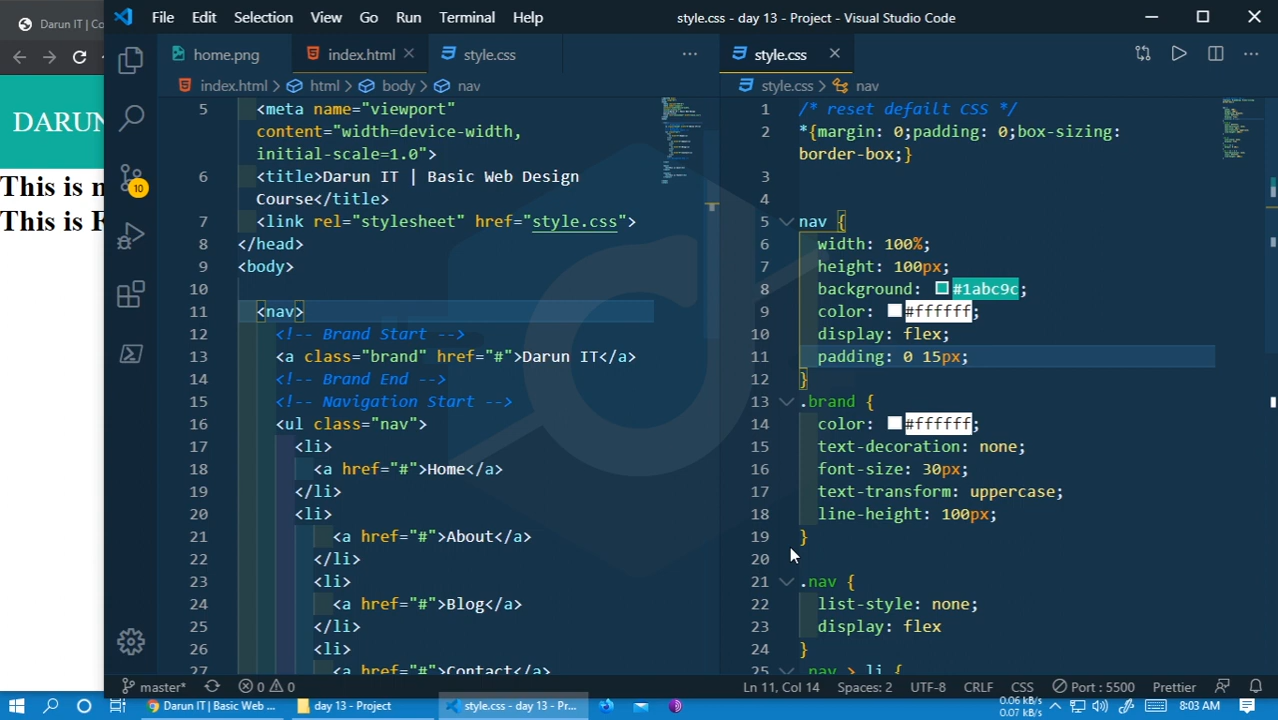 Darun IT | C
File Edit Selection View Go Run Terminal Help
style.css - day 13 - Project - Visual Studio Code
DARUN
This is
This is F
10
home.png
index.html
style.css
index.html > html > body > nav
5 <meta name="viewport"
content="width=device-width,
initial-scale=1.0">
6 <title>Darun IT | Basic Web Design
Course</title>
7 <link rel="stylesheet" href="style.css">
8 </head>
9 <body>
10
11 <nav>
12 <!-- Brand Start -->
13 <a class="brand" href="#">Darun IT</a>
14 <!-- Brand End -->
15 <!-- Navigation Start -->
16 <ul class="nav">
17 <li>
18 <a href="#">Home</a>
19 </li>
20 <li>
21 <a href="#">About</a>
22 </li>
23 <li>
24 <a href="#">Blog</a>
25 </li>
26 <li>
27 <a href="#">Contact</a>
style.css
style.css > nav
1 /* reset defailt CSS */
2 *{margin: 0;padding: 0;box-sizing:
border-box;}
3
4
5 nav {
6 width: 100%;
7 height: 100px;
8 background: #1abc9c;
9 color: #ffffff;
10 display: flex;
11 padding: 0 15px;
12 }
13 .brand {
14 color: #ffffff;
15 text-decoration: none;
16 font-size: 30px;
17 text-transform: uppercase;
18 line-height: 100px;
19 }
20
21 .nav {
22 list-style: none;
23 display: flex
24 }
25 .nav > li {
master* 0 0
Ln 11, Col 14 Spaces: 2 UTF-8 CRLF CSS Port : 5500 Prettier
Darun IT | Basic Web ...
day 13 - Project
style.css - day 13 - Pr...
0.06 kB/s
0.07 kB/s
8:03 AM